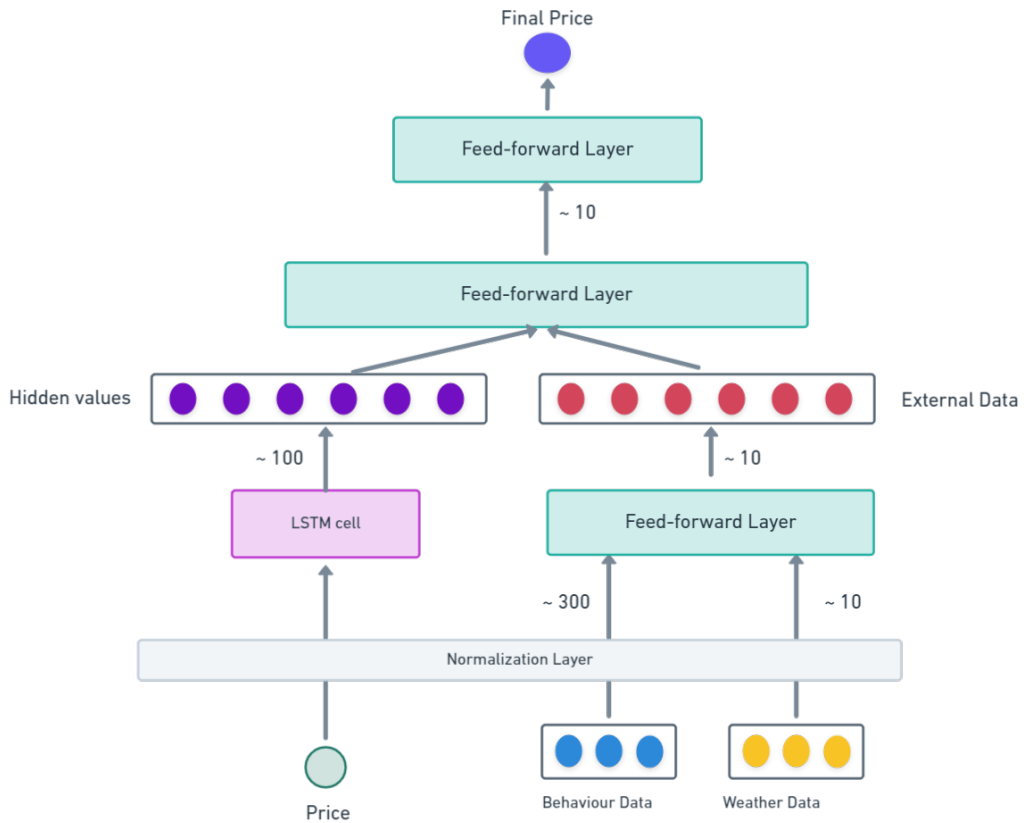 Final Price
Feed-forward Layer
~ 10
Feed-forward Layer
Hidden values
External Data
~ 100
~ 10
LSTM cell
Feed-forward Layer
~ 300
~ 10
Normalization Layer
Price
Behaviour Data
Weather Data